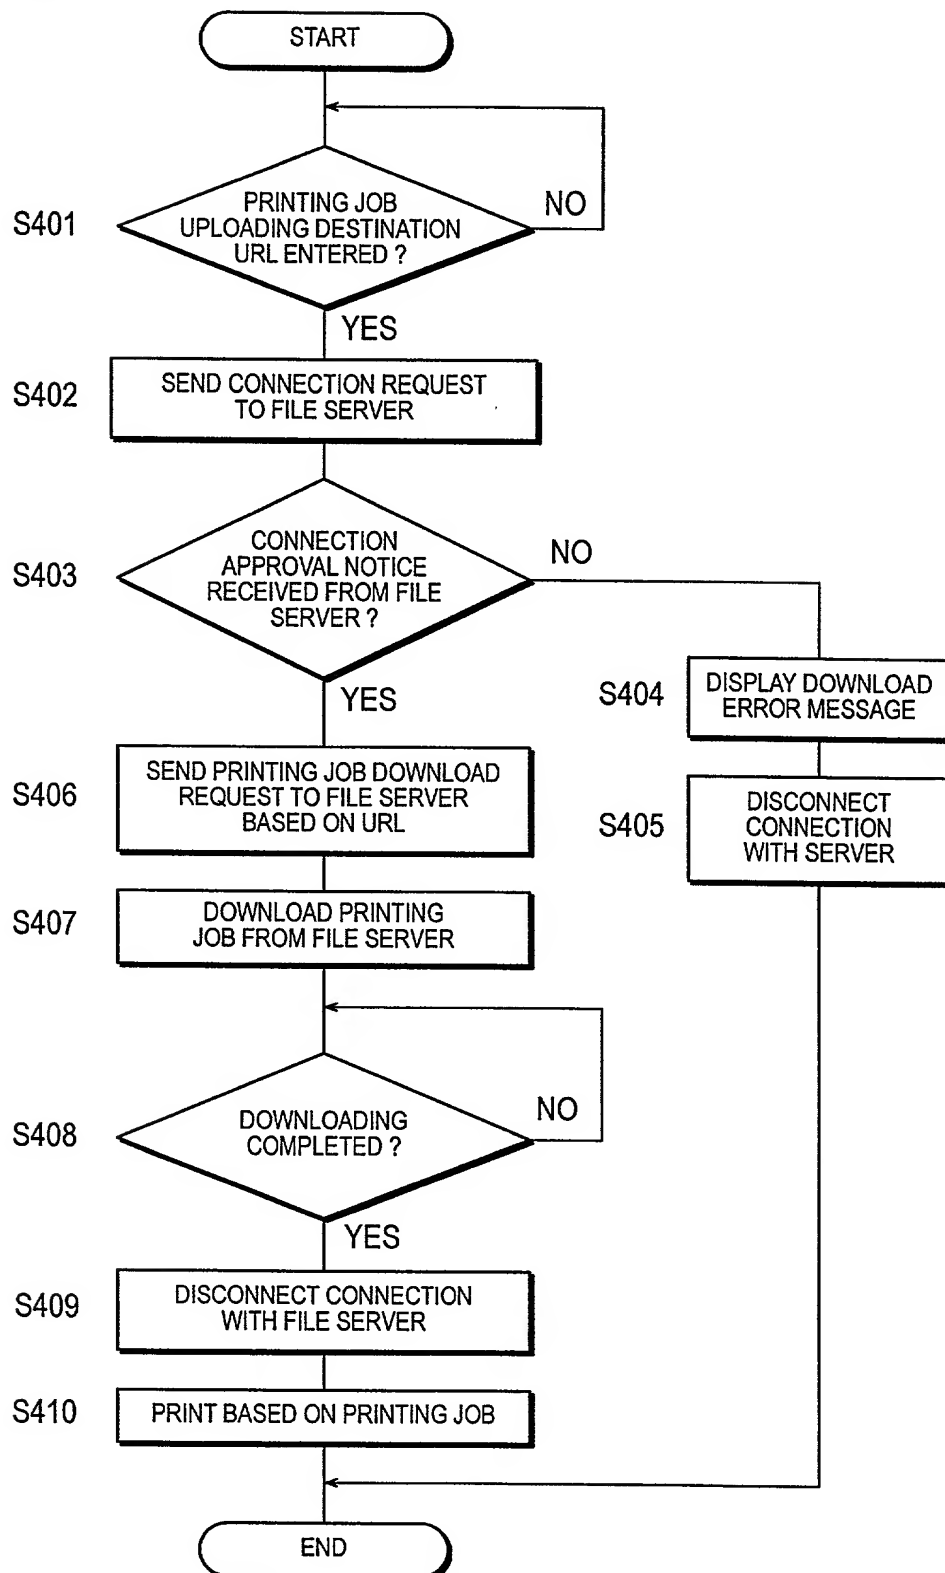 START
PRINTING JOB
UPLOADING DESTINATION
URL ENTERED ?
NO
S401
YES
SEND CONNECTION REQUEST
TO FILE SERVER
S402
CONNECTION
APPROVAL NOTICE
RECEIVED FROM FILE
SERVER ?
NO
S403
YES
S404
DISPLAY DOWNLOAD
ERROR MESSAGE
SEND PRINTING JOB DOWNLOAD
REQUEST TO FILE SERVER
BASED ON URL
S406
S405
DISCONNECT
CONNECTION
WITH SERVER
S407
DOWNLOAD PRINTING
JOB FROM FILE SERVER
S408
DOWNLOADING
COMPLETED ?
NO
YES
S409
DISCONNECT CONNECTION
WITH FILE SERVER
S410
PRINT BASED ON PRINTING JOB
END